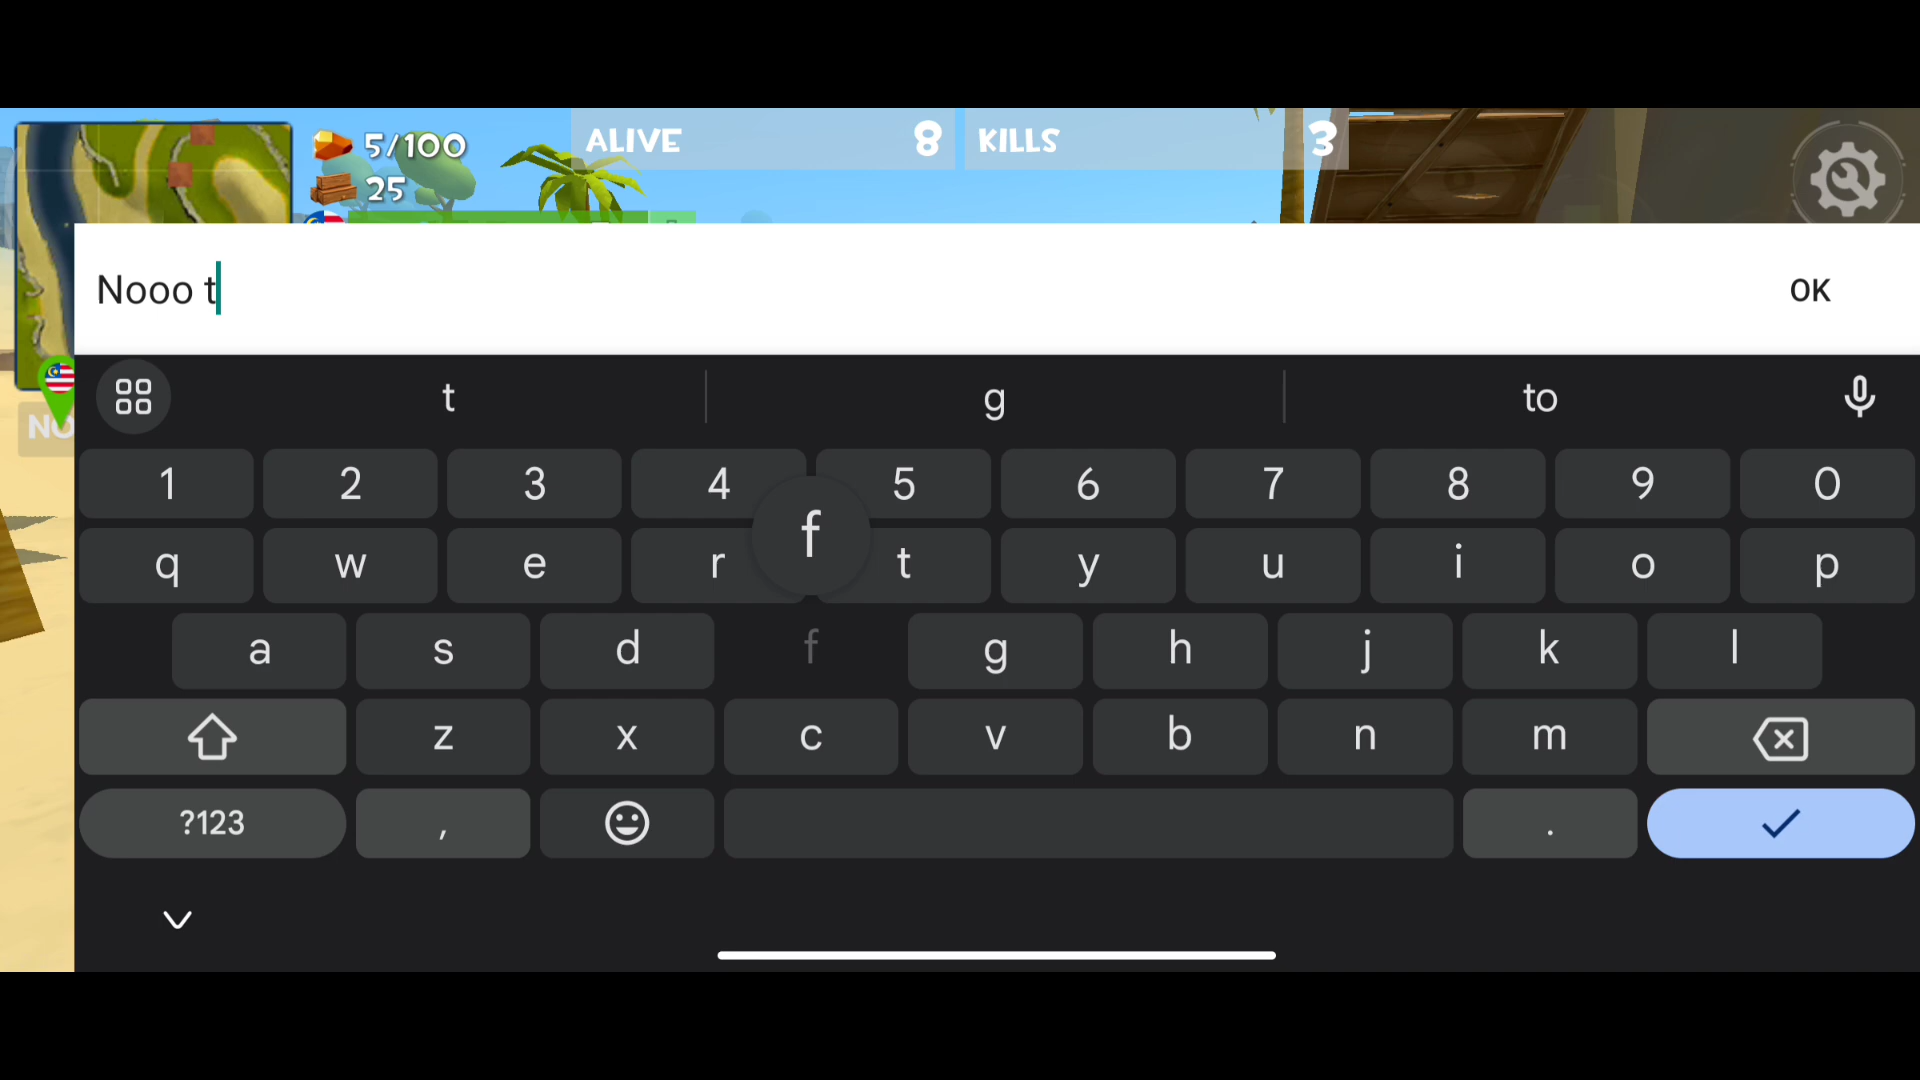 5/100
25
ALIVE 8 KILLS 3
Nooo t
OK
t g to
NO
1 2 3 4 5 6 7 8 9 0
f
q w e r t y u i o p
a s d f g h j k l
z x c v b n m
?123 , .